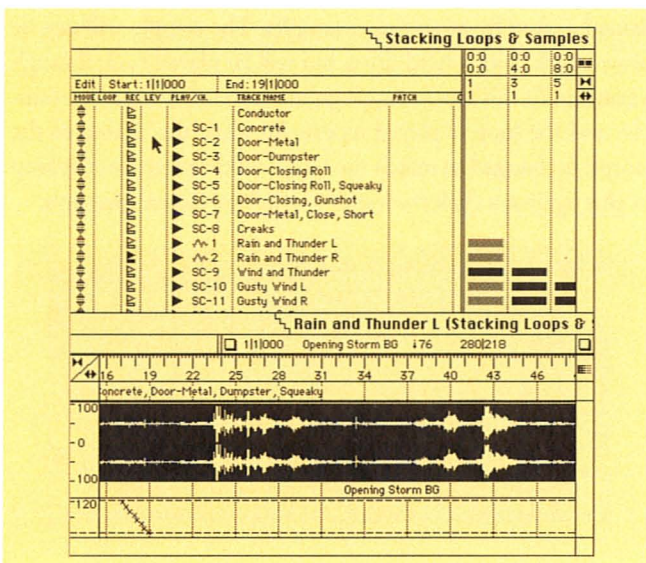 Stacking Loops & Samples
0:0 0:0 0:0
0:0 4:0 8:0
Edit Start: 1|1|000 End: 19|1|000 1 3 5
MOVE LOOP REC LEV PLAY/CH. TRACK NAME PATCH C 1 1 1
Conductor
SC-1 Concrete
SC-2 Door-Metal
SC-3 Door-Dumpster
SC-4 Door-Closing Roll
SC-5 Door-Closing Roll, Squeaky
SC-6 Door-Closing, Gunshot
SC-7 Door-Metal, Close, Short
SC-8 Creaks
1 Rain and Thunder L
2 Rain and Thunder R
SC-9 Wind and Thunder
SC-10 Gusty Wind L
SC-11 Gusty Wind R
Rain and Thunder L (Stacking Loops &
1|1|000 Opening Storm BG ↓76 280|218
16 19 22 25 28 31 34 37 40 43 46
oncrete, Door-Metal, Dumpster, Squeaky
100
0
100
Opening Storm BG
120